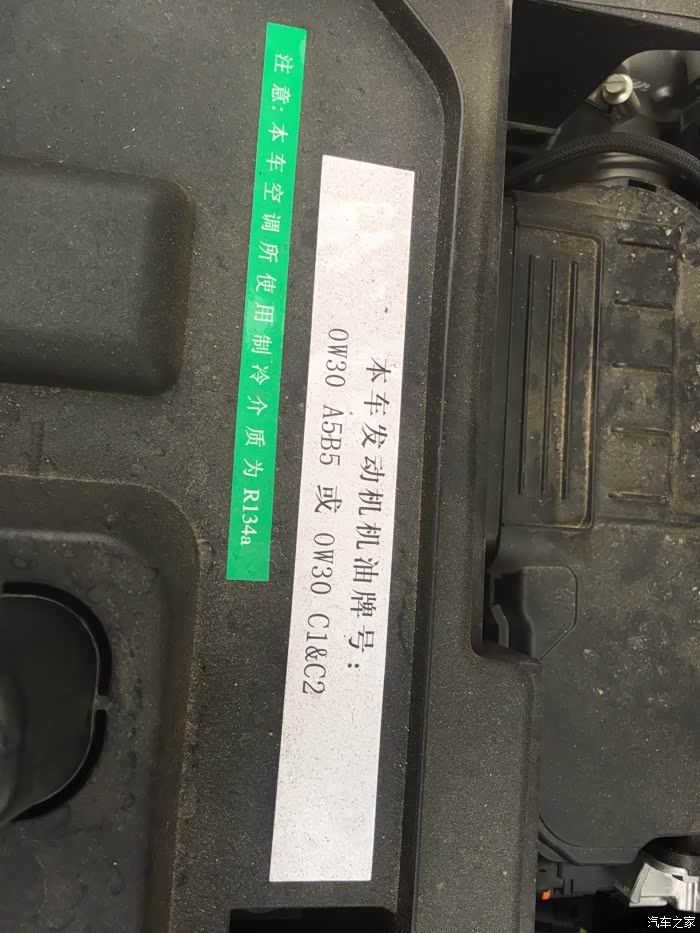 注意:本车空调所使用制冷介质为R134a
本车发动机机油牌号:
0W30 A5B5 或 0W30 C1&C2
汽车之家